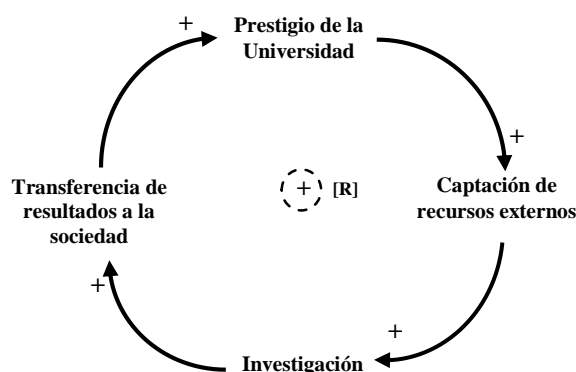 +
Prestigio de la
Universidad
+
Transferencia de
resultados a la
sociedad
+ [R]
Captación de
recursos externos
+
+
Investigación